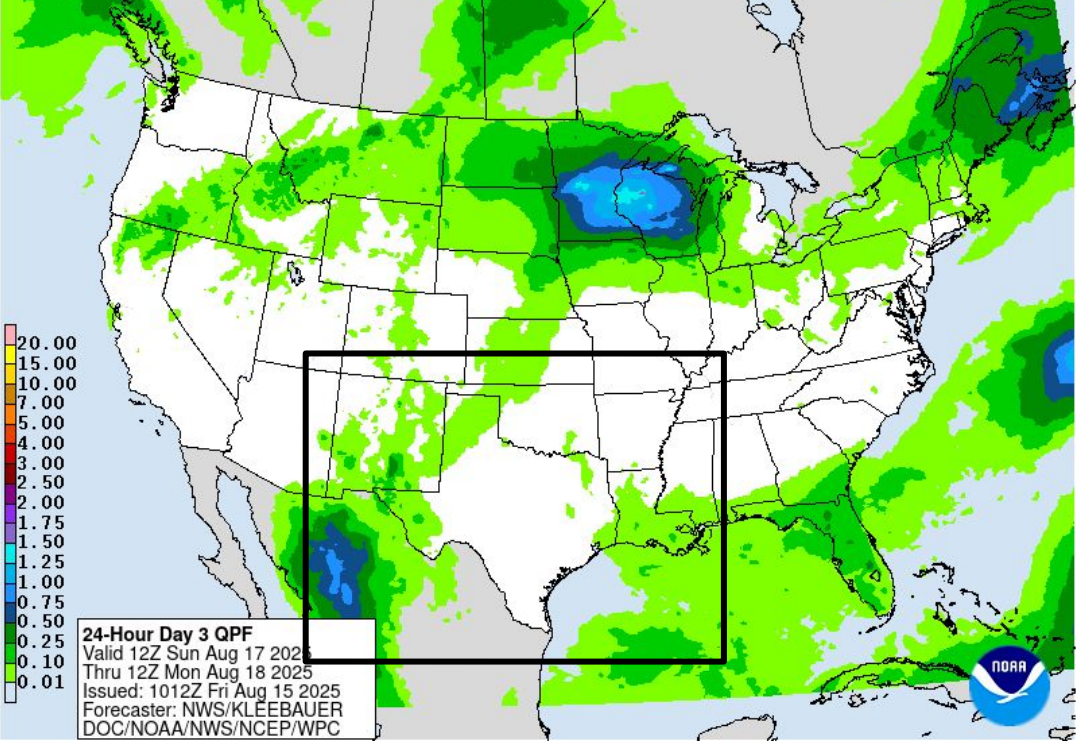 20.00
15.00
10.00
7.00
5.00
4.00
3.00
2.50
2.00
1.75
1.50
1.25
1.00
0.75
0.50
0.25
0.10
0.01
24-Hour Day 3 QPF
Valid 12Z Sun Aug 17 2025
Thru 12Z Mon Aug 18 2025
Issued: 1012Z Fri Aug 15 2025
Forecaster: NWS/KLEEBAUER
DOC/NOAA/NWS/NCEP/WPC
NOAA